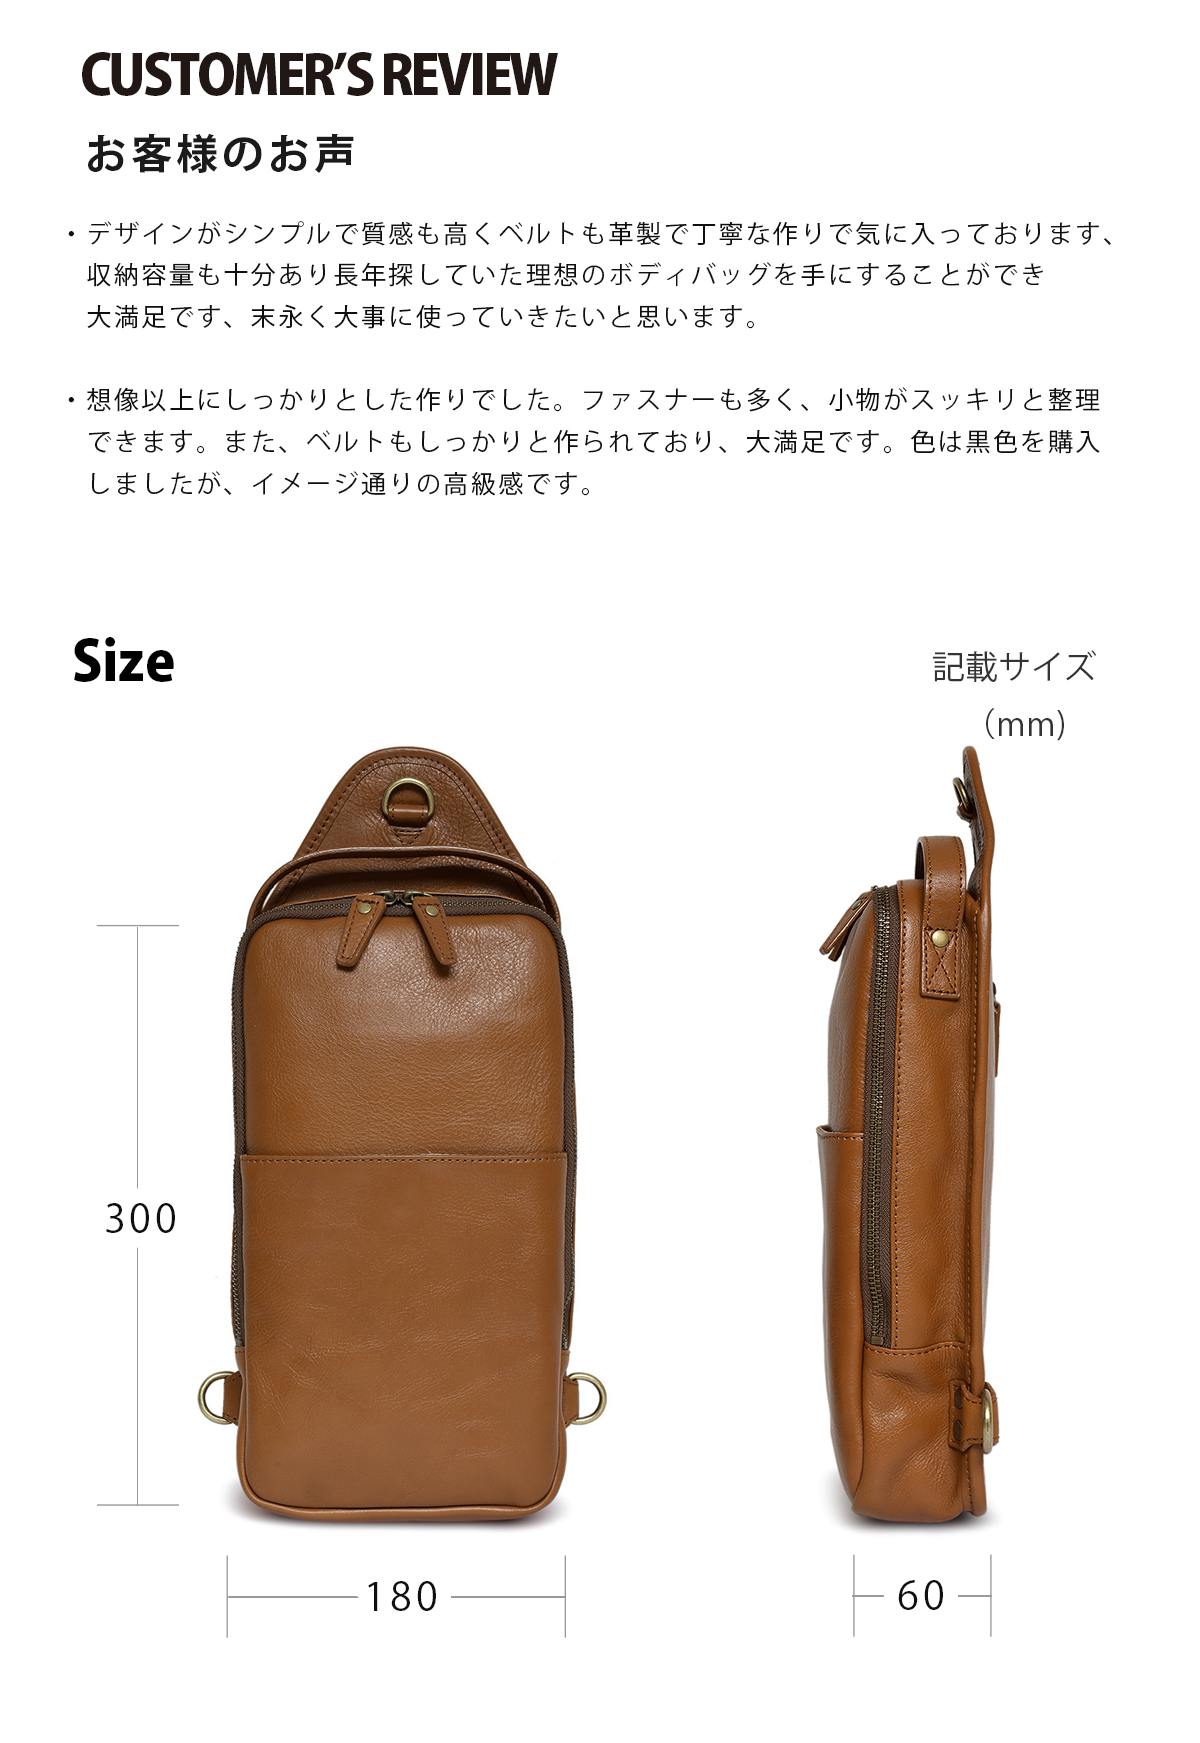 CUSTOMER'S REVIEW
お客様のお声
・デザインがシンプルで質感も高くベルトも革製で丁寧な作りで気に入っております、
収納容量も十分あり長年探していた理想のボディバッグを手にすることができ
大満足です、末永く大事に使っていきたいと思います。
・想像以上にしっかりとした作りでした。ファスナーも多く、小物がスッキリと整理
できます。また、ベルトもしっかりと作られており、大満足です。色は黒色を購入
しましたが、イメージ通りの高級感です。
Size
記載サイズ
（mm)
300
180
60